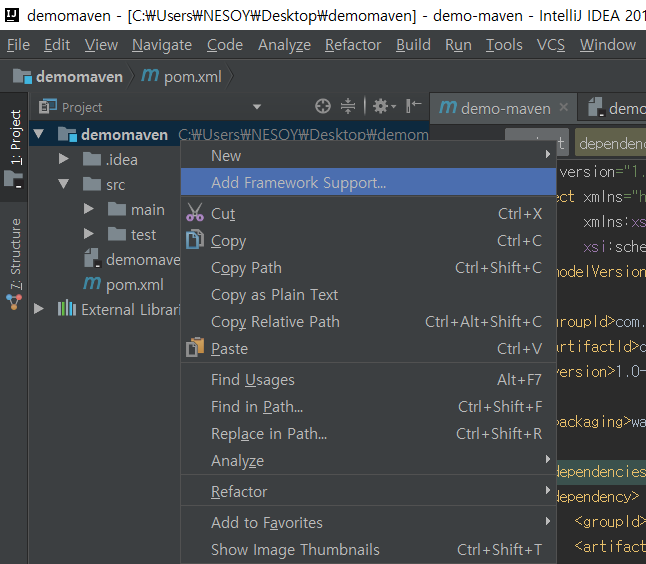 demomaven - [C:₩Users₩NESOY₩Desktop₩demomaven] - demo-maven - IntelliJ IDEA 201
File Edit View Navigate Code Analyze Refactor Build Run Tools VCS Window
demomaven pom.xml
1: Project
7: Structure
Project
demo-maven
demo
demomaven C:₩Users₩NESOY₩Desktop₩demom
.idea
src
main
test
demomave
pom.xml
External Librari
New
Add Framework Support...
Cut Ctrl+X
Copy Ctrl+C
Copy Path Ctrl+Shift+C
Copy as Plain Text
Copy Relative Path Ctrl+Alt+Shift+C
Paste Ctrl+V
Find Usages Alt+F7
Find in Path... Ctrl+Shift+F
Replace in Path... Ctrl+Shift+R
Analyze
Refactor
Add to Favorites
Show Image Thumbnails Ctrl+Shift+T
dependenc
version="1.
ect xmlns="h
xmlns:xs
xsi:sche
modelVersion
groupId>com.
artifactId>d
version>1.0-
packaging>wa
dependencies
dependency>
<groupId>
<artifact